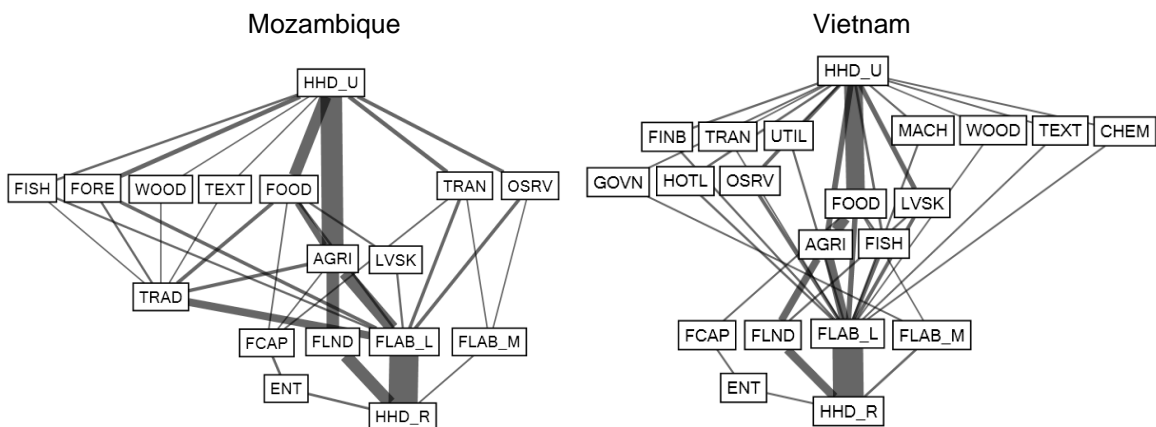 Mozambique
HHD_U
FISH
FORE
WOOD
TEXT
FOOD
TRAN
OSRV
AGRI
LVSK
TRAD
FCAP
FLND
FLAB_L
FLAB_M
ENT
HHD_R
Vietnam
HHD_U
FINB
TRAN
UTIL
MACH
WOOD
TEXT
CHEM
GOVN
HOTL
OSRV
FOOD
LVSK
AGRI
FISH
FCAP
FLND
FLAB_L
FLAB_M
ENT
HHD_R